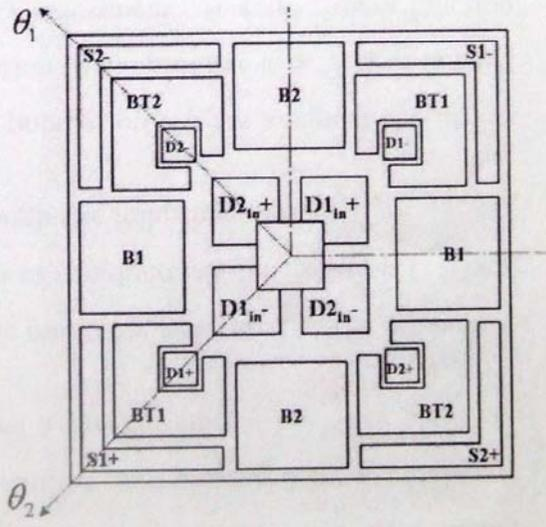 θ1
S2- S1-
BT2 B2 BT1
D2- D1-
D2in+ D1in+
B1 B1
D1in- D2in-
D1+ D2+
BT1 B2 BT2
S1+ S2+
θ2